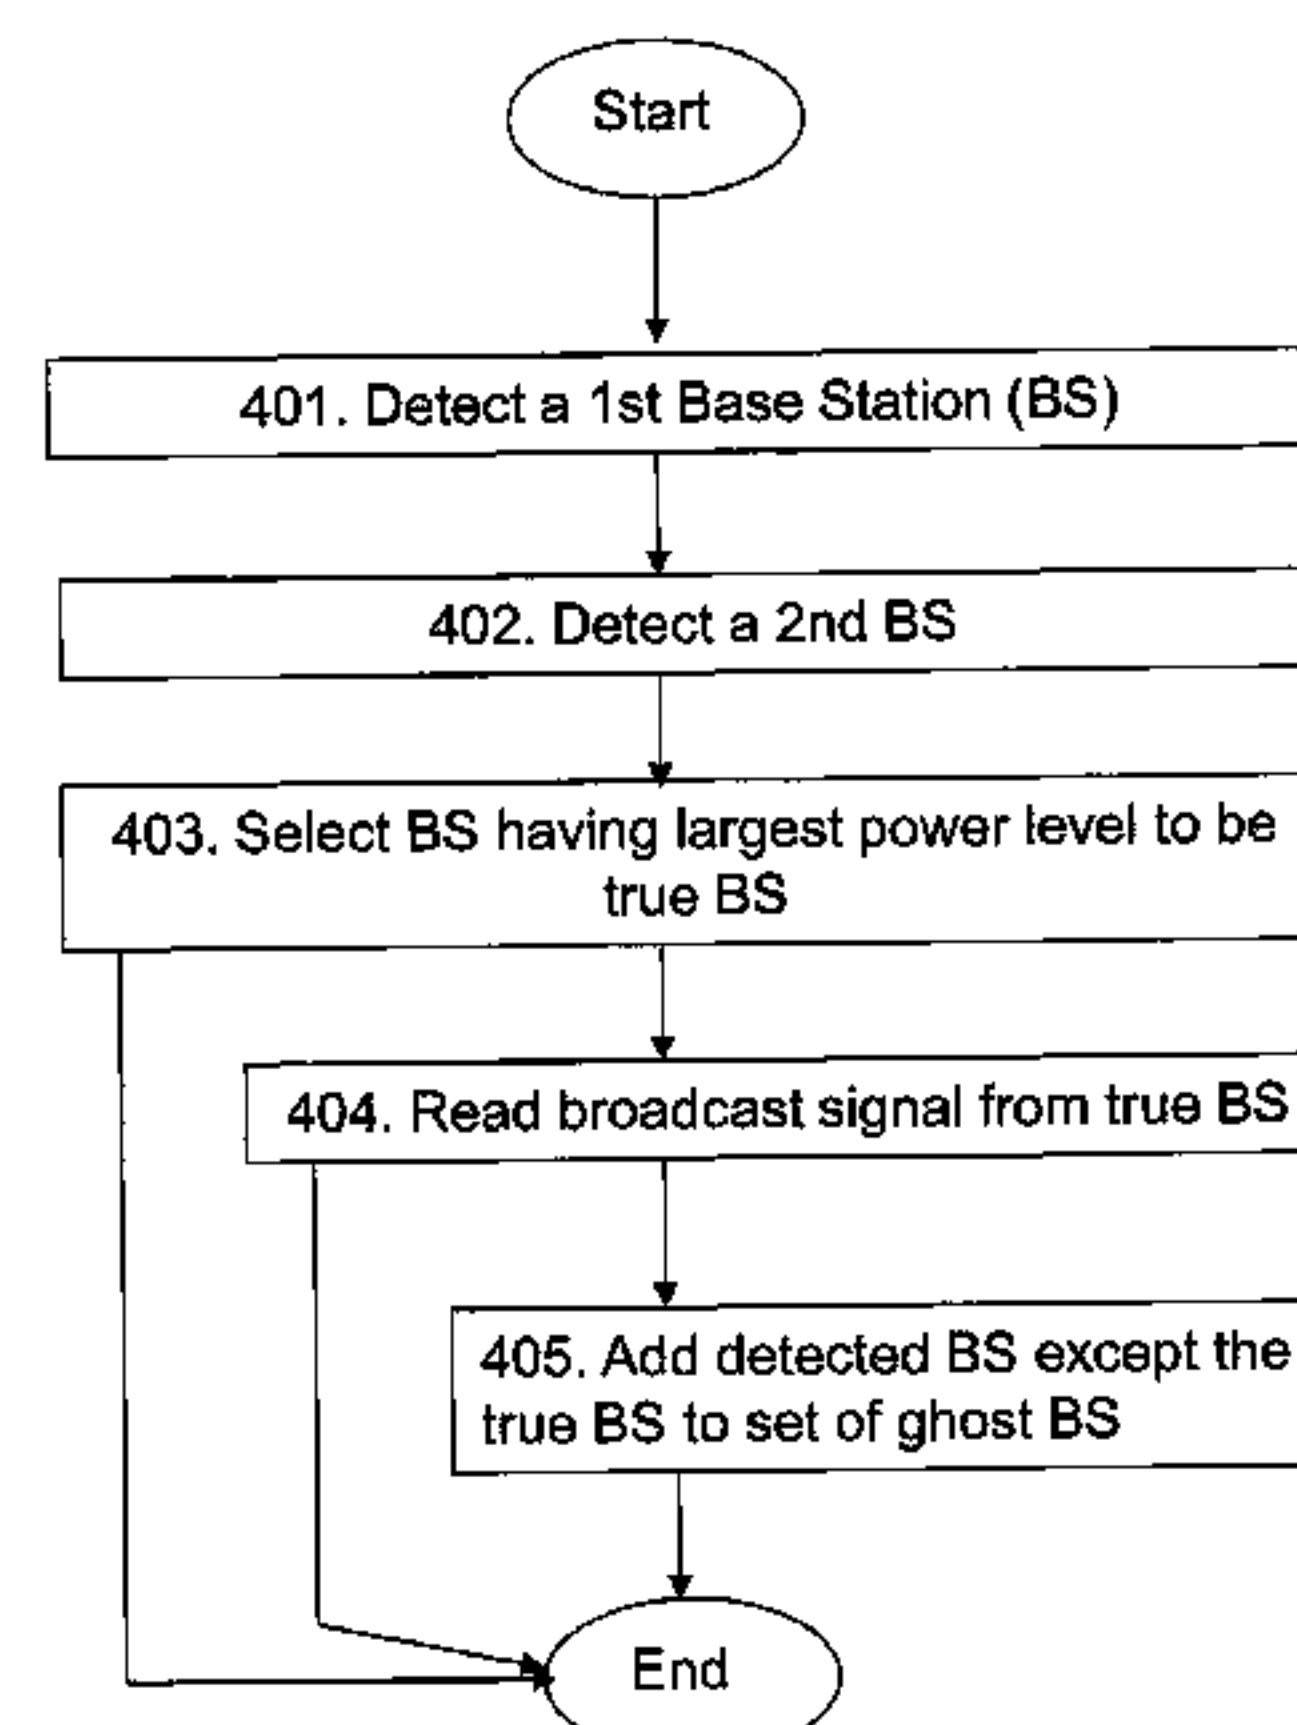 Start
401. Detect a 1st Base Station (BS)
402. Detect a 2nd BS
403. Select BS having largest power level to be
true BS
404. Read broadcast signal from true BS
405. Add detected BS except the
true BS to set of ghost BS
End